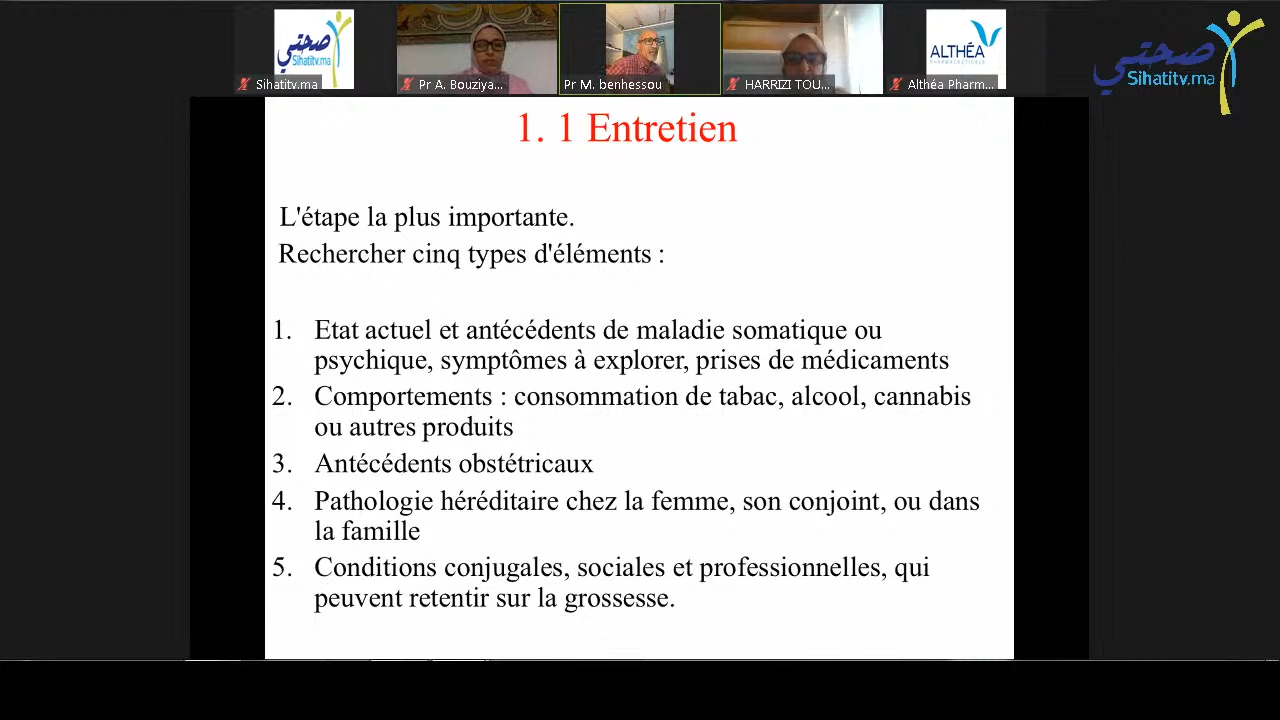 صحتي
Sihatitv.ma
ALTHÉA
PHARMACEUTICALS
صحتي
Sihatitv.ma
Sihatitv.ma
Pr A. Bouziya...
Pr M. benhessou
HARRIZI TOU...
Althéa Pharm...
1. 1 Entretien
L'étape la plus importante.
Rechercher cinq types d'éléments :
1. Etat actuel et antécédents de maladie somatique ou
psychique, symptômes à explorer, prises de médicaments
2. Comportements : consommation de tabac, alcool, cannabis
ou autres produits
3. Antécédents obstétricaux
4. Pathologie héréditaire chez la femme, son conjoint, ou dans
la famille
5. Conditions conjugales, sociales et professionnelles, qui
peuvent retentir sur la grossesse.